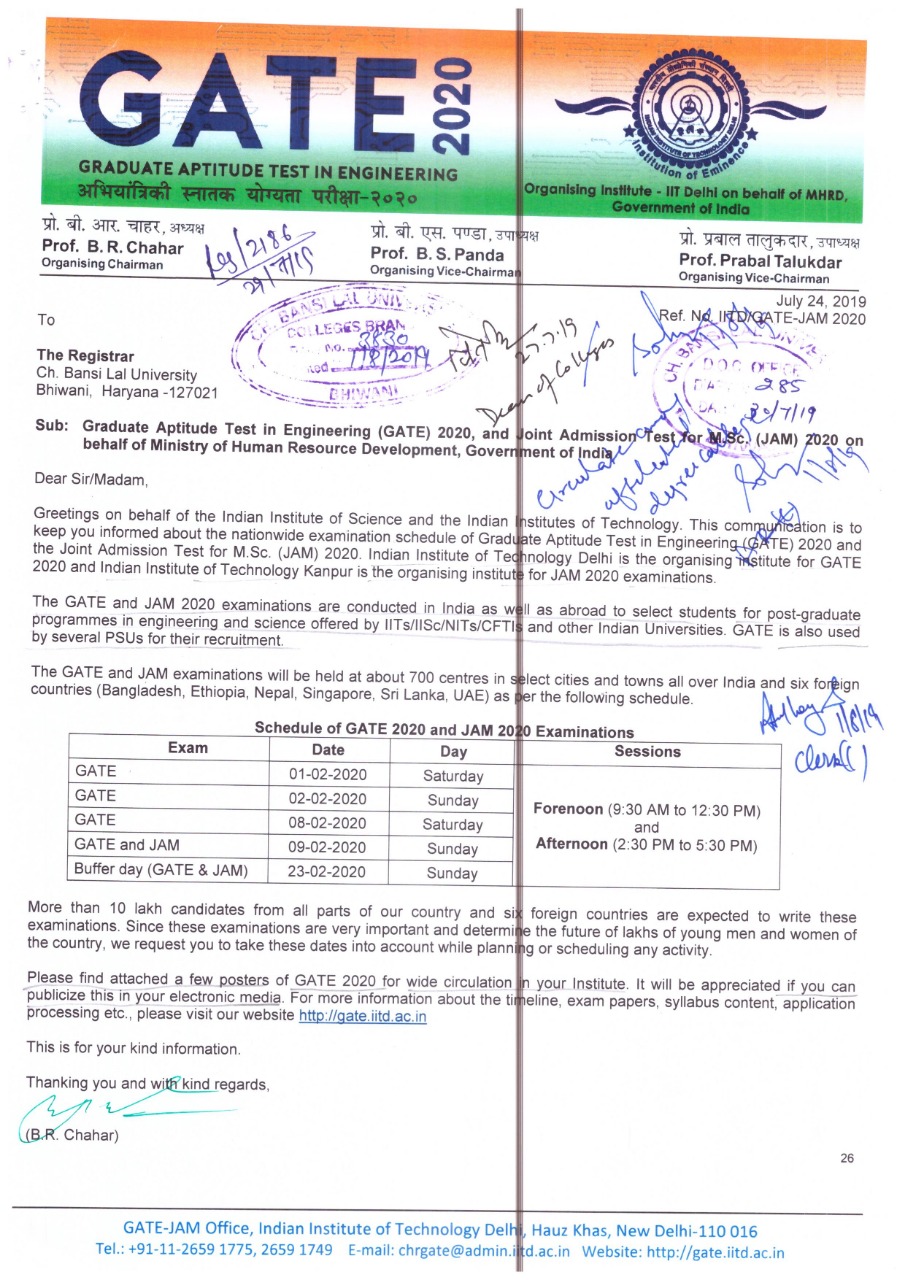 GATE 2020
GRADUATE APTITUDE TEST IN ENGINEERING
अभियांत्रिकी स्नातक योग्यता परीक्षा-२०२०
Institution of Eminence
Organising Institute - IIT Delhi on behalf of MHRD,
Government of India
प्रो. बी. आर. चाहर, अध्यक्ष
Prof. B. R. Chahar
Organising Chairman
प्रो. बी. एस. पण्डा, उपाध्यक्ष
Prof. B. S. Panda
Organising Vice-Chairman
प्रो. प्रबाल तालुकदार, उपाध्यक्ष
Prof. Prabal Talukdar
Organising Vice-Chairman
July 24, 2019
Ref. No. IITD/GATE-JAM 2020
To
The Registrar
Ch. Bansi Lal University
Bhiwani, Haryana -127021
CH. BANSI LAL UNIV
COLLEGES BRAN
No. 3830
1/8/2019
BHIWANI
27-7-19
Dean of Colleges
D.O.C. OFFICE
285
30/7/19
Circulate among
affiliated
degree colleges
1/8/19
Sub: Graduate Aptitude Test in Engineering (GATE) 2020, and Joint Admission Test for M.Sc. (JAM) 2020 on
behalf of Ministry of Human Resource Development, Government of India
Dear Sir/Madam,
Greetings on behalf of the Indian Institute of Science and the Indian Institutes of Technology. This communication is to
keep you informed about the nationwide examination schedule of Graduate Aptitude Test in Engineering (GATE) 2020 and
the Joint Admission Test for M.Sc. (JAM) 2020. Indian Institute of Technology Delhi is the organising institute for GATE
2020 and Indian Institute of Technology Kanpur is the organising institute for JAM 2020 examinations.
The GATE and JAM 2020 examinations are conducted in India as well as abroad to select students for post-graduate
programmes in engineering and science offered by IITs/IISc/NITs/CFTIs and other Indian Universities. GATE is also used
by several PSUs for their recruitment.
The GATE and JAM examinations will be held at about 700 centres in select cities and towns all over India and six foreign
countries (Bangladesh, Ethiopia, Nepal, Singapore, Sri Lanka, UAE) as per the following schedule.
1/8/19
Schedule of GATE 2020 and JAM 2020 Examinations
Exam Date Day Sessions
GATE 01-02-2020 Saturday
GATE 02-02-2020 Sunday
GATE 08-02-2020 Saturday
GATE and JAM 09-02-2020 Sunday
Buffer day (GATE & JAM) 23-02-2020 Sunday
Forenoon (9:30 AM to 12:30 PM)
and
Afternoon (2:30 PM to 5:30 PM)
More than 10 lakh candidates from all parts of our country and six foreign countries are expected to write these
examinations. Since these examinations are very important and determine the future of lakhs of young men and women of
the country, we request you to take these dates into account while planning or scheduling any activity.
Please find attached a few posters of GATE 2020 for wide circulation in your Institute. It will be appreciated if you can
publicize this in your electronic media. For more information about the timeline, exam papers, syllabus content, application
processing etc., please visit our website http://gate.iitd.ac.in
This is for your kind information.
Thanking you and with kind regards,
(B.R. Chahar)
26
GATE-JAM Office, Indian Institute of Technology Delhi, Hauz Khas, New Delhi-110 016
Tel.: +91-11-2659 1775, 2659 1749 E-mail: chrgate@admin.iitd.ac.in Website: http://gate.iitd.ac.in